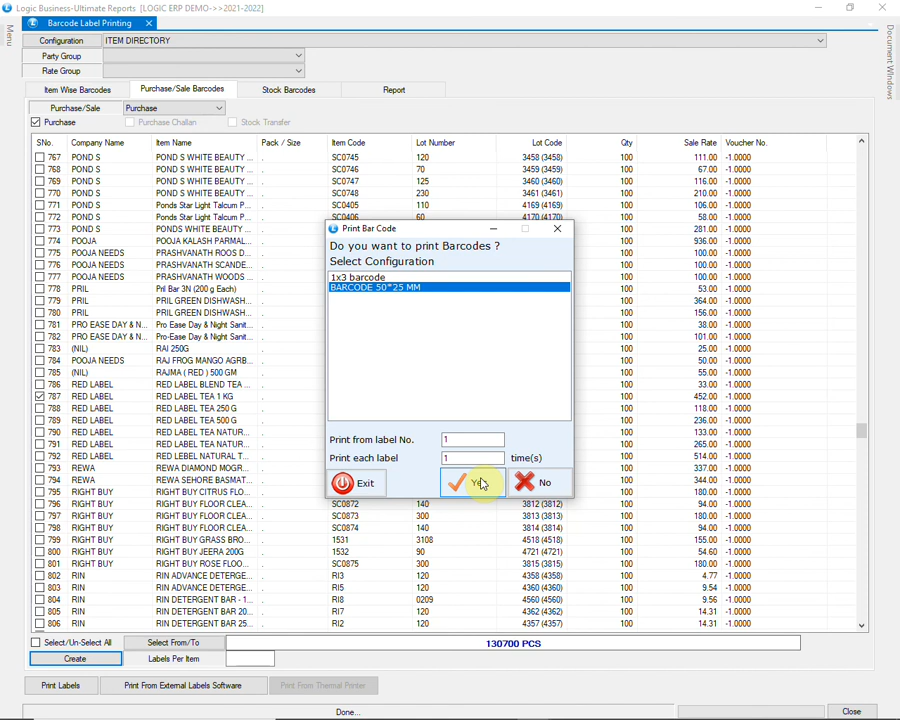 Logic Business-Ultimate Reports [LOGIC ERP DEMO->>2021-2022]
Menu
Barcode Label Printing
Document Windows
Configuration ITEM DIRECTORY
Party Group
Rate Group
Item Wise Barcodes Purchase/Sale Barcodes Stock Barcodes Report
Purchase/Sale Purchase
Purchase Purchase Challan Stock Transfer
SNo. Company Name Item Name Pack / Size Item Code Lot Number Lot Code Qty Sale Rate Voucher No.
767 POND S POND S WHITE BEAUTY ... . SC0745 120 3458 (3458) 100 111.00 -1.0000
768 POND S POND S WHITE BEAUTY ... . SC0746 70 3459 (3459) 100 67.00 -1.0000
769 POND S POND S WHITE BEAUTY ... . SC0747 125 3460 (3460) 100 116.00 -1.0000
770 POND S POND S WHITE BEAUTY ... . SC0748 230 3461 (3461) 100 210.00 -1.0000
771 POND S Ponds Star Light Talcum P... . SC0405 110 4169 (4169) 100 106.00 -1.0000
772 POND S Ponds Star Light Talcum P... . SC0406 60 4170 (4170) 100 58.00 -1.0000
773 POND S PONDS WHITE BEAUTY ... . 100 281.00 -1.0000
774 POOJA POOJA KALASH PARMAL... . 100 936.00 -1.0000
775 POOJA NEEDS PRASHVANATH ROOS D... . 100 100.00 -1.0000
776 POOJA NEEDS PRASHVANATH SCANDE... . 100 100.00 -1.0000
777 POOJA NEEDS PRASHVANATH WOODS ... . 100 100.00 -1.0000
778 PRIL Pril Bar 3N (200 g Each) . 100 53.00 -1.0000
779 PRIL PRIL GREEN DISHWASH... . 100 364.00 -1.0000
780 PRIL PRIL GREEN DISHWASH... . 100 156.00 -1.0000
781 PRO EASE DAY & N... Pro Ease Day & Night Sanit... . 100 38.00 -1.0000
782 PRO EASE DAY & N... Pro-Ease Day & Night Sanit... . 100 101.00 -1.0000
783 (NIL) RAI 250G . 100 25.00 -1.0000
784 POOJA NEEDS RAJ FROG MANGO AGRB... . 100 50.00 -1.0000
785 (NIL) RAJMA ( RED ) 500 GM . 100 55.00 -1.0000
786 RED LABEL RED LABEL BLEND TEA ... . 100 33.00 -1.0000
787 RED LABEL RED LABEL TEA 1 KG . 100 452.00 -1.0000
788 RED LABEL RED LABEL TEA 250 G . 100 118.00 -1.0000
789 RED LABEL RED LABEL TEA 500 G . 100 236.00 -1.0000
790 RED LABEL RED LABEL TEA NATUR... . 100 133.00 -1.0000
791 RED LABEL RED LABEL TEA NATUR... . 100 265.00 -1.0000
792 RED LABEL RED LEBEL NATURAL T... . 100 514.00 -1.0000
793 REWA REWA DIAMOND MOGR... . 100 337.00 -1.0000
794 REWA REWA SEHORE BASMAT... . 100 344.00 -1.0000
795 RIGHT BUY RIGHT BUY CITRUS FLO... . 100 180.00 -1.0000
796 RIGHT BUY RIGHT BUY FLOOR CLEA... . SC0872 140 3812 (3812) 100 94.00 -1.0000
797 RIGHT BUY RIGHT BUY FLOOR CLEA... . SC0873 300 3813 (3813) 100 180.00 -1.0000
798 RIGHT BUY RIGHT BUY FLOOR CLEA... . SC0874 140 3814 (3814) 100 94.00 -1.0000
799 RIGHT BUY RIGHT BUY GRASS BRO... . 1531 3108 4518 (4518) 100 155.00 -1.0000
800 RIGHT BUY RIGHT BUY JEERA 200G . 1532 90 4721 (4721) 100 54.60 -1.0000
801 RIGHT BUY RIGHT BUY ROSE FLOO... . SC0875 300 3815 (3815) 100 180.00 -1.0000
802 RIN RIN ADVANCE DETERGE... . RI3 120 4358 (4358) 100 4.77 -1.0000
803 RIN RIN ADVANCE DETERGE... . RI5 120 4360 (4360) 100 9.54 -1.0000
804 RIN RIN DETERGENT BAR - 1... . RI8 0209 4560 (4560) 100 9.56 -1.0000
805 RIN RIN DETERGENT BAR 20... . RI7 120 4362 (4362) 100 14.31 -1.0000
806 RIN RIN DETERGENT BAR 25... . RI2 120 4357 (4357) 100 14.31 -1.0000
Print Bar Code
Do you want to print Barcodes ?
Select Configuration
1x3 barcode
BARCODE 50*25 MM
Print from label No. 1
Print each label 1 time(s)
Exit Yes No
Select/Un-Select All Select From/To 130700 PCS
Create Labels Per Item
Print Labels Print From External Labels Software Print From Thermal Printer
Done... Close